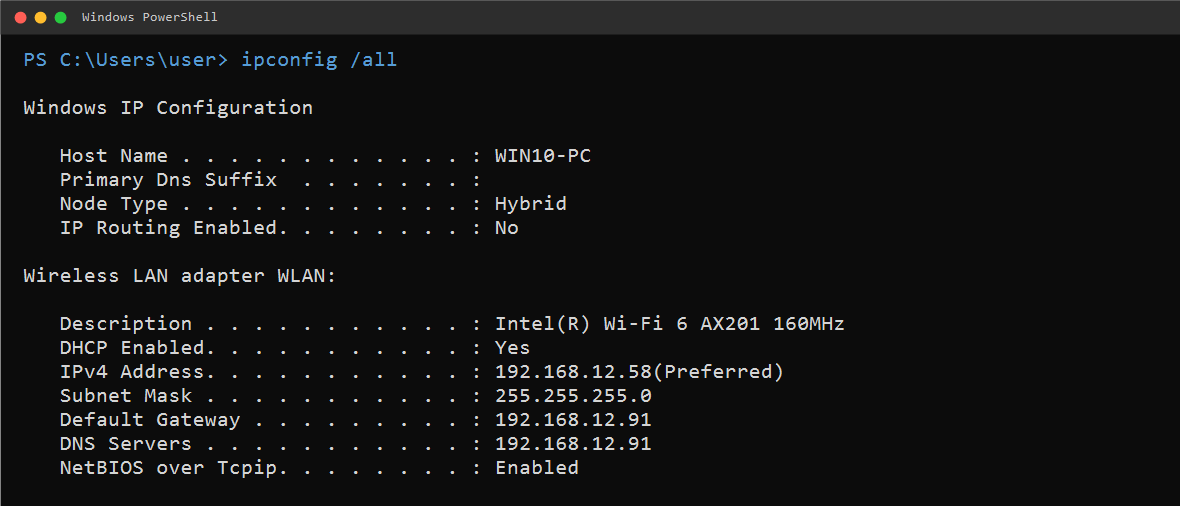 Windows PowerShell
PS C:\Users\user> ipconfig /all
Windows IP Configuration
Host Name . . . . . . . . . . . . : WIN10-PC
Primary Dns Suffix  . . . . . . . :
Node Type . . . . . . . . . . . . : Hybrid
IP Routing Enabled. . . . . . . . : No
Wireless LAN adapter WLAN:
Description . . . . . . . . . . . : Intel(R) Wi-Fi 6 AX201 160MHz
DHCP Enabled. . . . . . . . . . . : Yes
IPv4 Address. . . . . . . . . . . : 192.168.12.58(Preferred)
Subnet Mask . . . . . . . . . . . : 255.255.255.0
Default Gateway . . . . . . . . . : 192.168.12.91
DNS Servers . . . . . . . . . . . : 192.168.12.91
NetBIOS over Tcpip. . . . . . . . : Enabled